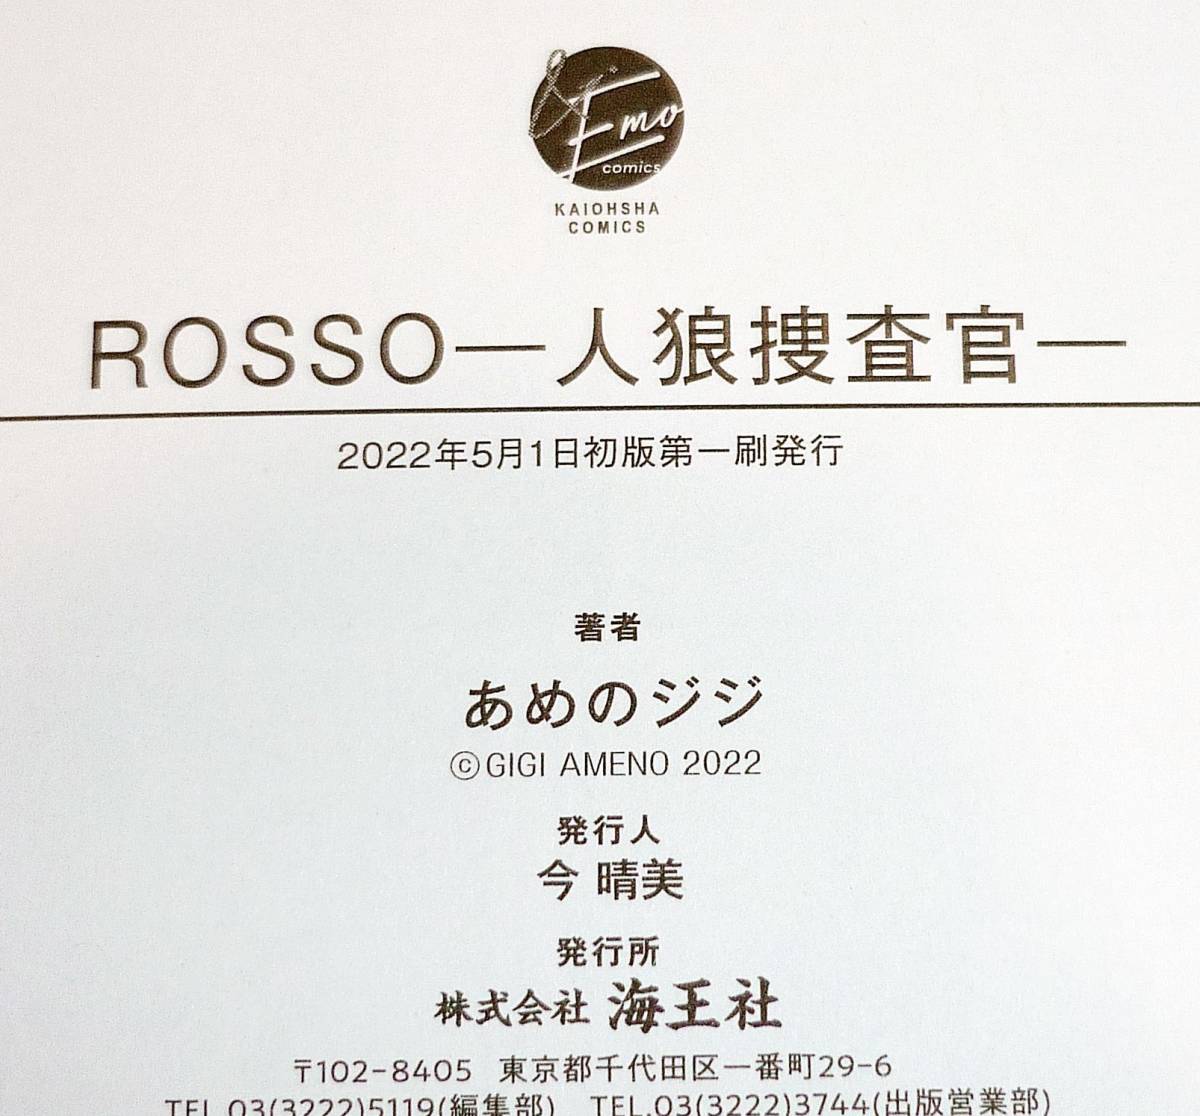 & Emo
comics
KAIOHSHA
COMICS
ROSSO―人狼捜査官―
2022年5月1日初版第一刷発行
著者
あめのジジ
©GIGI AMENO 2022
発行人
今 晴美
発行所
株式会社 海王社
〒102-8405 東京都千代田区一番町29-6
TEL.03(3222)5119(編集部) TEL.03(3222)3744(出版営業部)